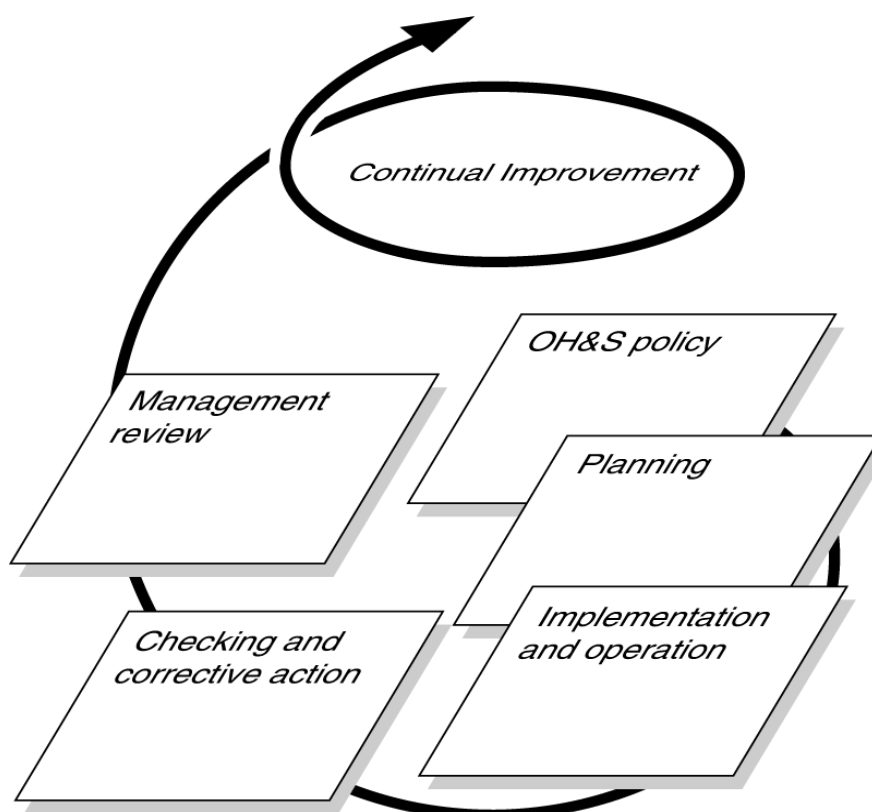 Continual Improvement
OH&S policy
Management
review
Planning
Implementation
and operation
Checking and
corrective action